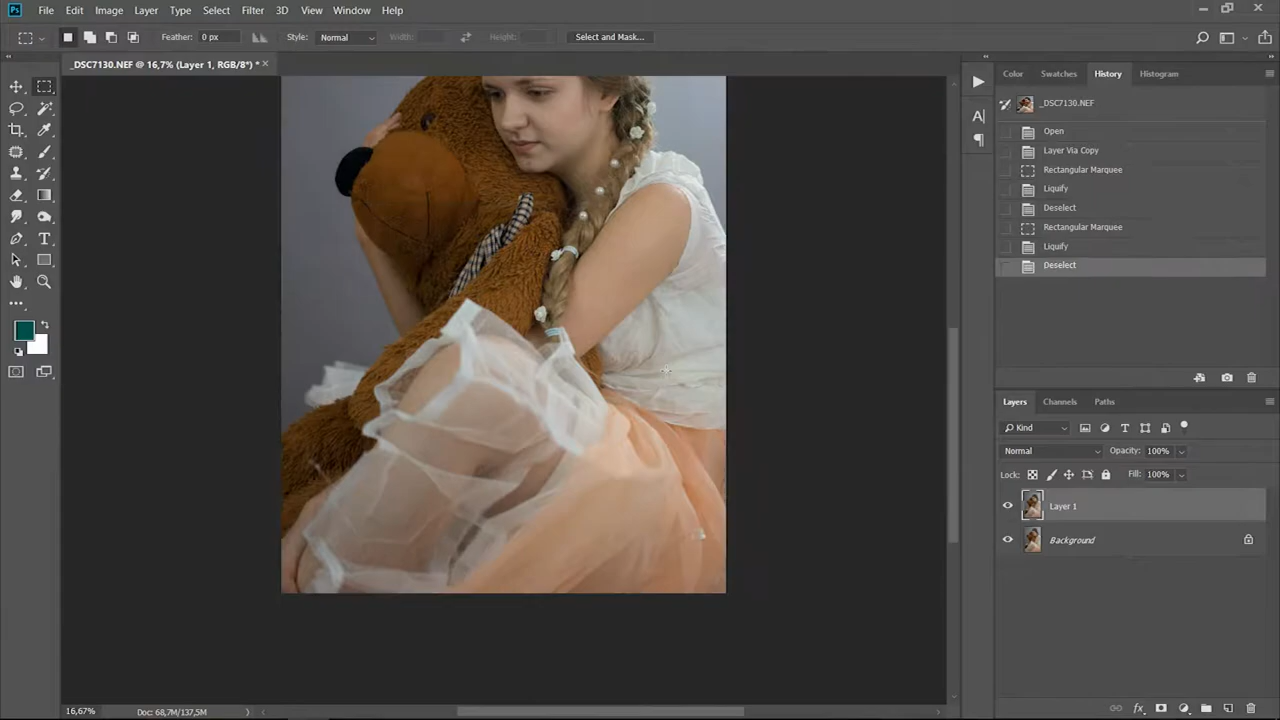 Ps File Edit Image Layer Type Select Filter 3D View Window Help
Feather: 0 px Style: Normal Width: Height: Select and Mask...
_DSC7130.NEF @ 16,7% (Layer 1, RGB/8*) * ×
Color Swatches History Histogram
_DSC7130.NEF
Open
Layer Via Copy
Rectangular Marquee
Liquify
Deselect
Rectangular Marquee
Liquify
Deselect
Layers Channels Paths
Kind
Normal Opacity: 100%
Lock: Fill: 100%
Layer 1
Background
16,67% Doc: 68,7M/137,5M